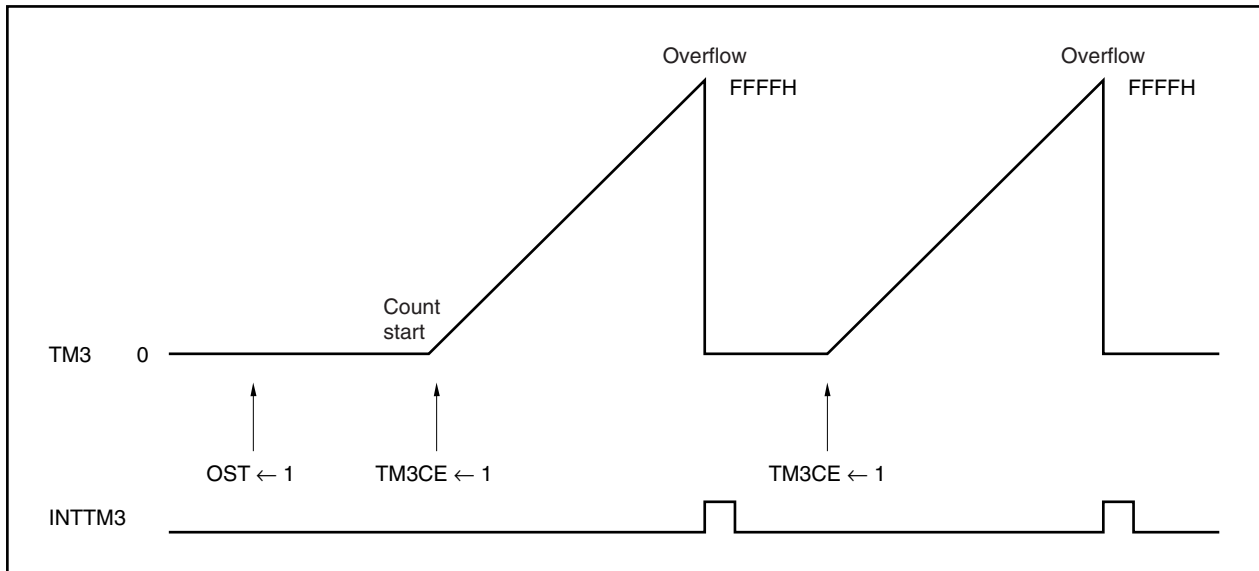 Overflow
Overflow
FFFFH
FFFFH
Count
start
TM3 0
OST ← 1
TM3CE ← 1
TM3CE ← 1
INTTM3